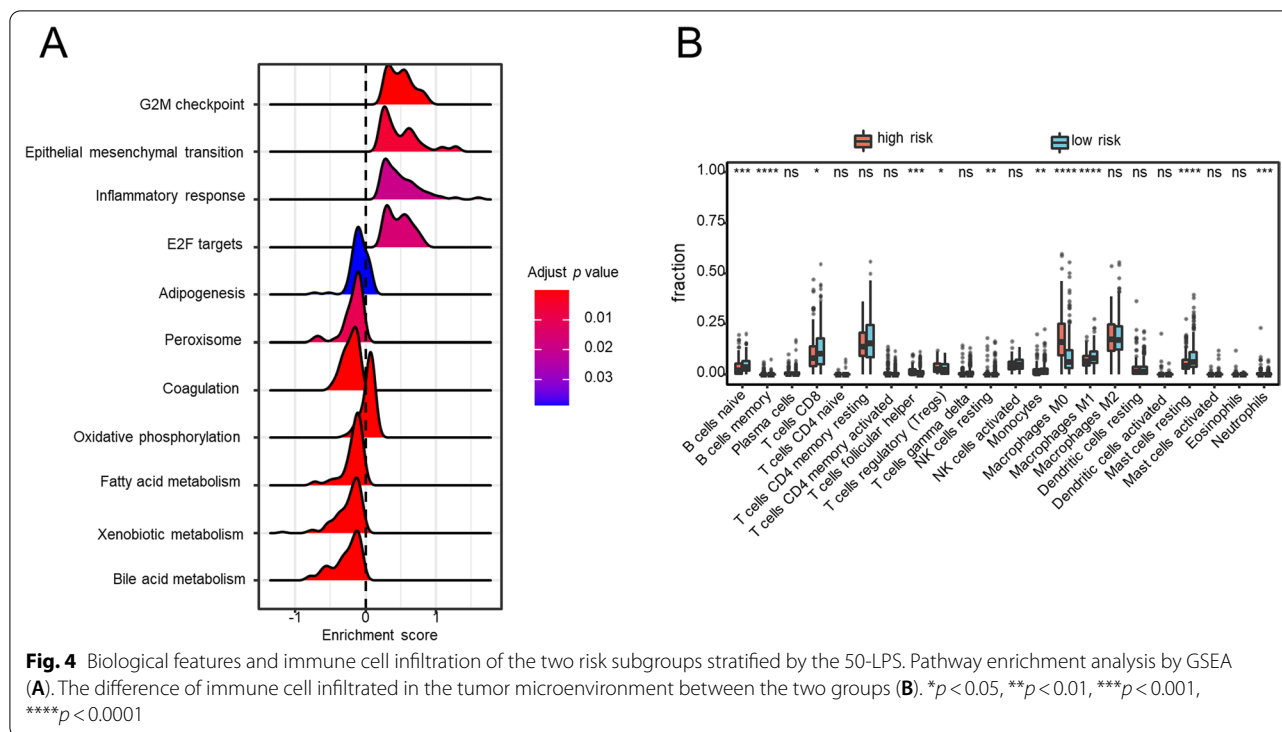 A
G2M checkpoint
Epithelial mesenchymal transition
Inflammatory response
E2F targets
Adipogenesis
Peroxisome
Coagulation
Oxidative phosphorylation
Fatty acid metabolism
Xenobiotic metabolism
Bile acid metabolism
-1 0 1
Enrichment score
Adjust p value
0.01
0.02
0.03
B
high risk low risk
1.00
0.75
0.50
0.25
0.00
fraction
*** **** ns * ns ns ns *** * ns ** ns ** **** **** ns ns ns **** ns ns ***
B cells naive
B cells memory
Plasma cells
T cells CD8
T cells CD4 naive
T cells CD4 memory resting
T cells CD4 memory activated
T cells follicular helper
T cells regulatory (Tregs)
T cells gamma delta
NK cells resting
NK cells activated
Monocytes
Macrophages M0
Macrophages M1
Macrophages M2
Dendritic cells resting
Dendritic cells activated
Mast cells resting
Mast cells activated
Eosinophils
Neutrophils
Fig. 4 Biological features and immune cell infiltration of the two risk subgroups stratified by the 50-LPS. Pathway enrichment analysis by GSEA
(A). The difference of immune cell infiltrated in the tumor microenvironment between the two groups (B). *p < 0.05, **p < 0.01, ***p < 0.001,
****p < 0.0001